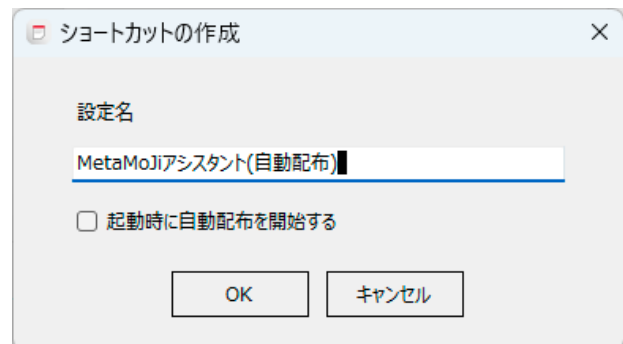 ショートカットの作成
設定名
MetaMoJiアシスタント(自動配布)
起動時に自動配布を開始する
OK キャンセル